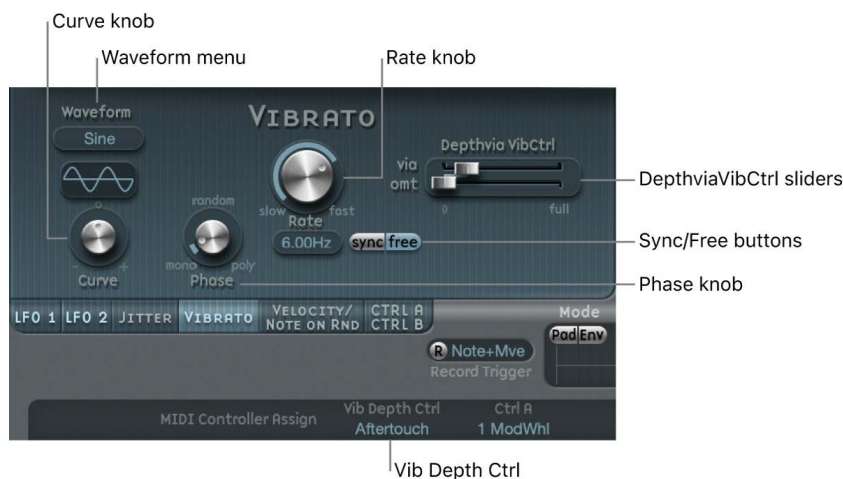 Curve knob
Waveform menu
Rate knob
Waveform
VIBRATO
Sine
Depthvia VibCtrl
via
omt
DepthviaVibCtrl sliders
random
0
full
slow
fast
Rate
6.00Hz
sync free
Sync/Free buttons
- o +
Curve
mono
poly
Phase
Phase knob
LFO 1 LFO 2 JITTER VIBRATO VELOCITY/
NOTE ON RND CTRL A
CTRL B
Mode
Pad Env
R Note+Mve
Record Trigger
MIDI Controller Assign
Vib Depth Ctrl
Aftertouch
Ctrl A
1 ModWhl
Vib Depth Ctrl